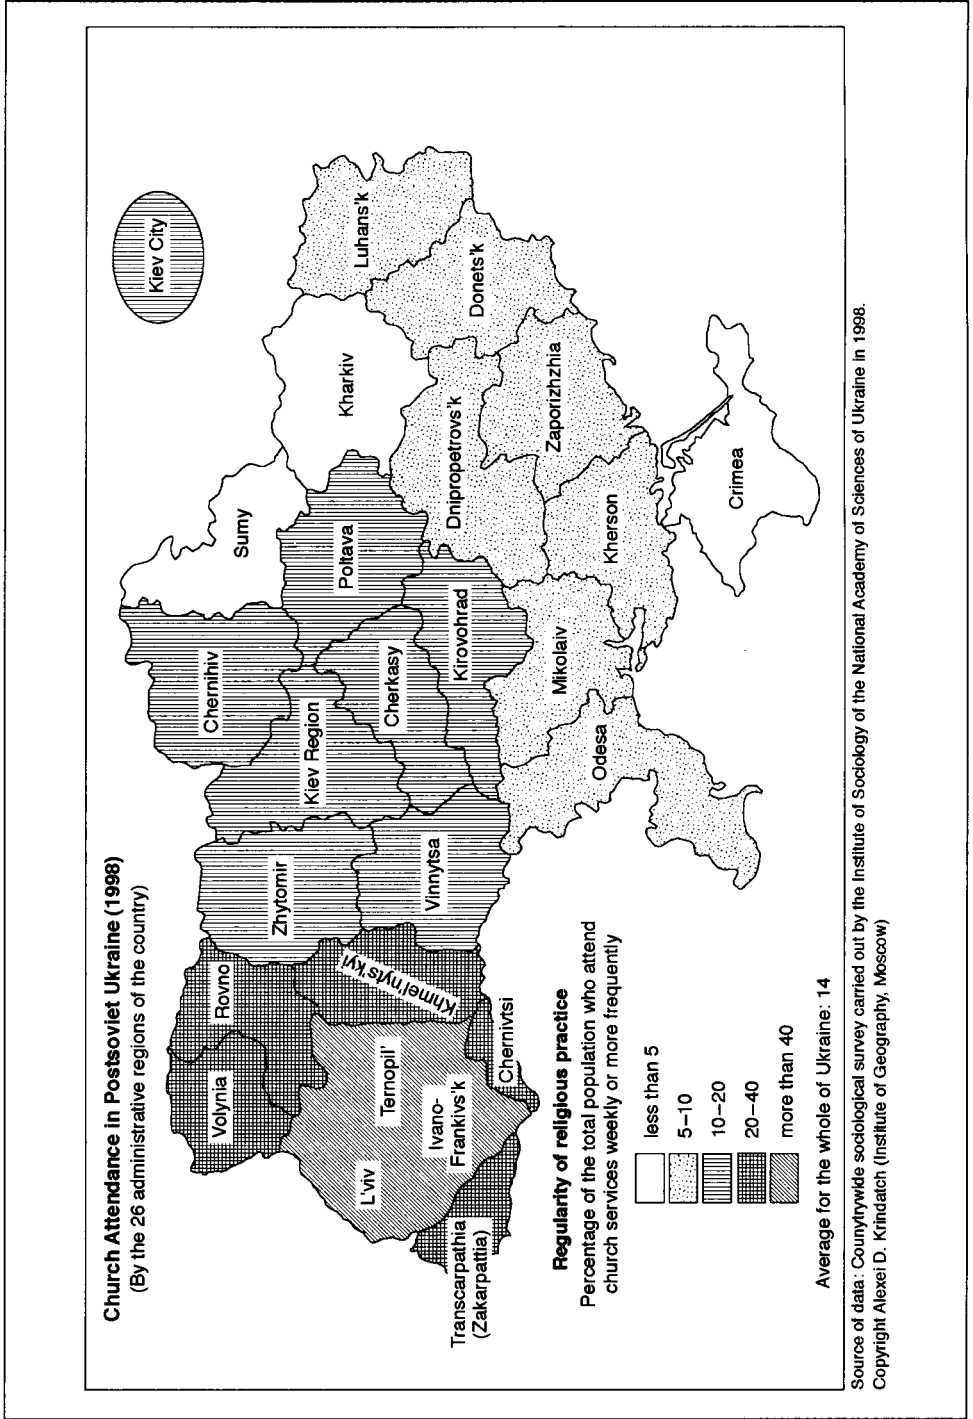 Church Attendance in Postsoviet Ukraine (1998)
(By the 26 administrative regions of the country)
Kiev City
Volynia
Rovno
Zhytomir
Kiev Region
Chernihiv
Sumy
L'viv
Ternopil'
Ivano-
Frankivs'k
Khmel'nyts'kyi
Vinnytsa
Cherkasy
Poltava
Kharkiv
Luhans'k
Transcarpathia
(Zakarpattia)
Chernivtsi
Kirovohrad
Dnipropetrovs'k
Donets'k
Odesa
Mikolaiv
Kherson
Zaporizhzhia
Crimea
Regularity of religious practice
Percentage of the total population who attend
church services weekly or more frequently
less than 5
5–10
10–20
20–40
more than 40
Average for the whole of Ukraine: 14
Source of data: Counytrywide sociological survey carried out by the Institute of Sociology of the National Academy of Sciences of Ukraine in 1998.
Copyright Alexei D. Krindatch (Institute of Geography, Moscow)